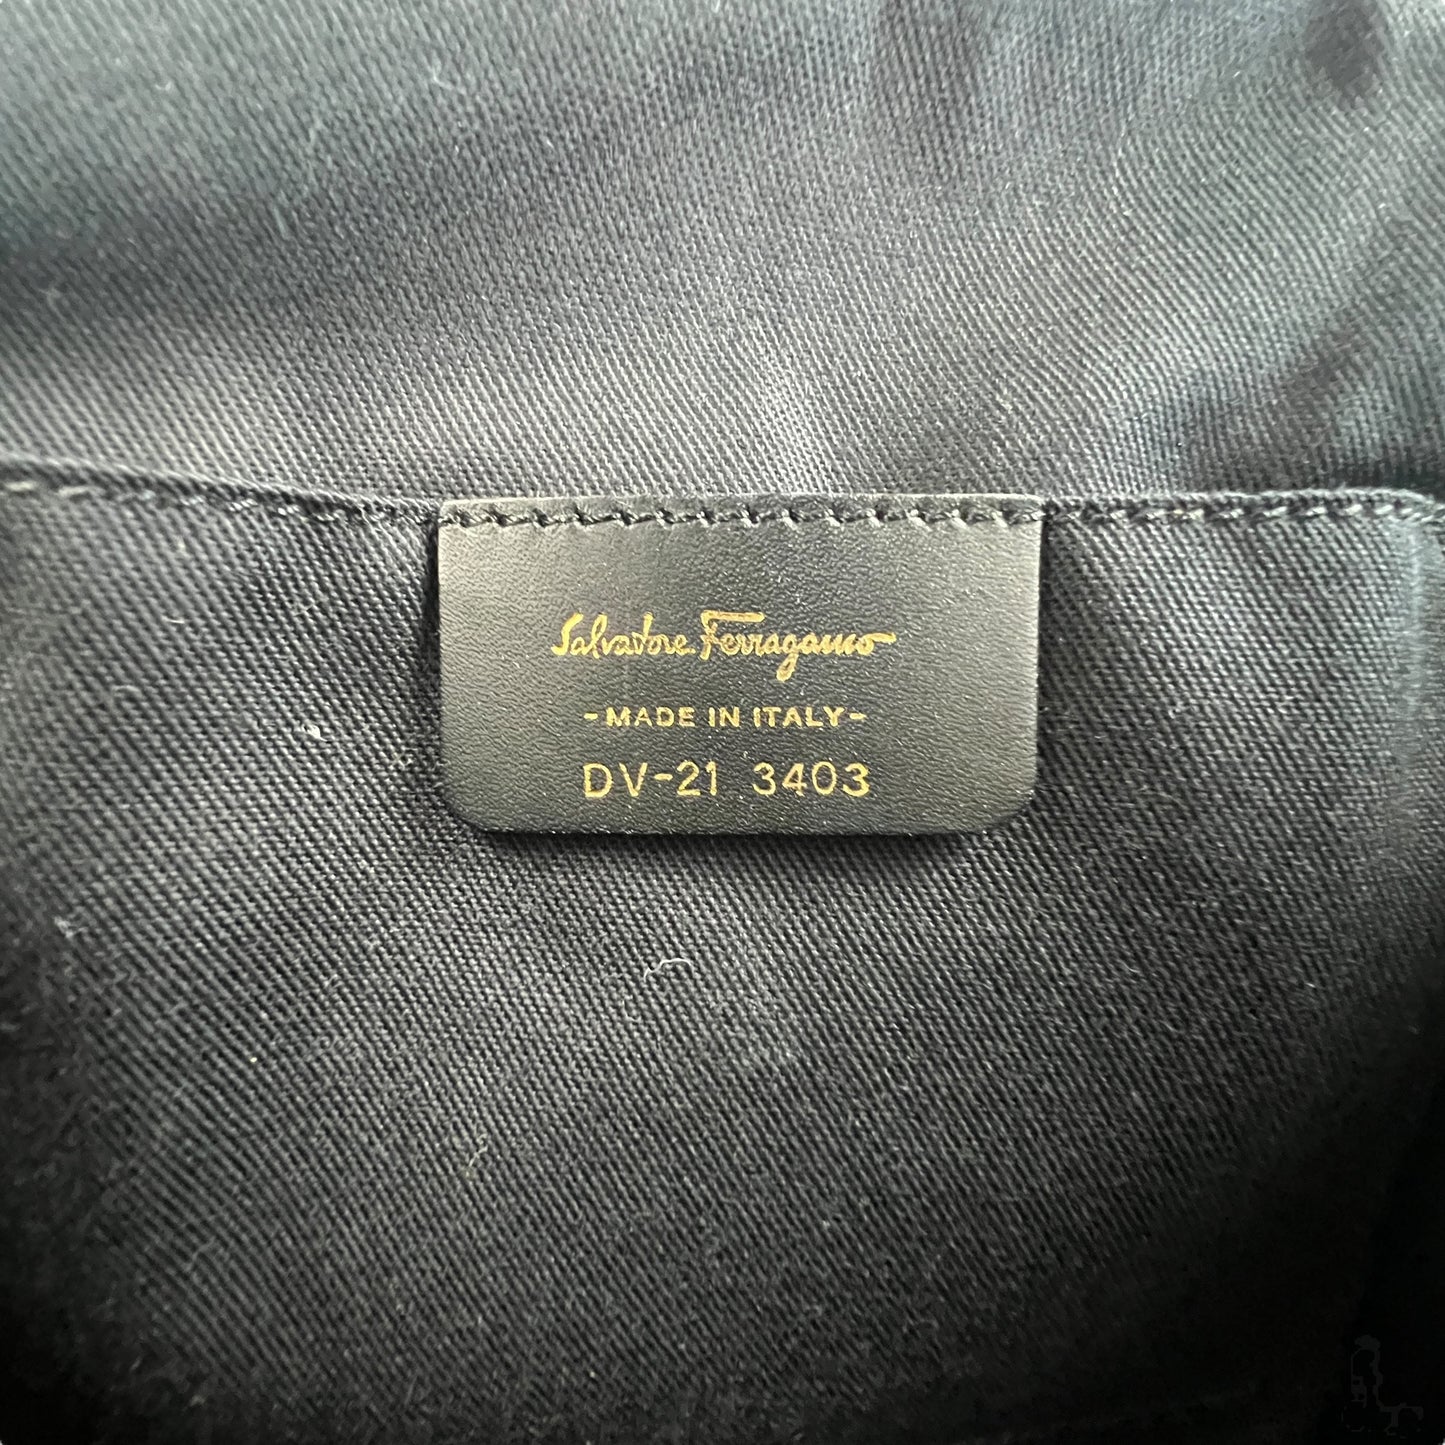 Salvatore Ferragamo
-MADE IN ITALY-
DV-21 3403